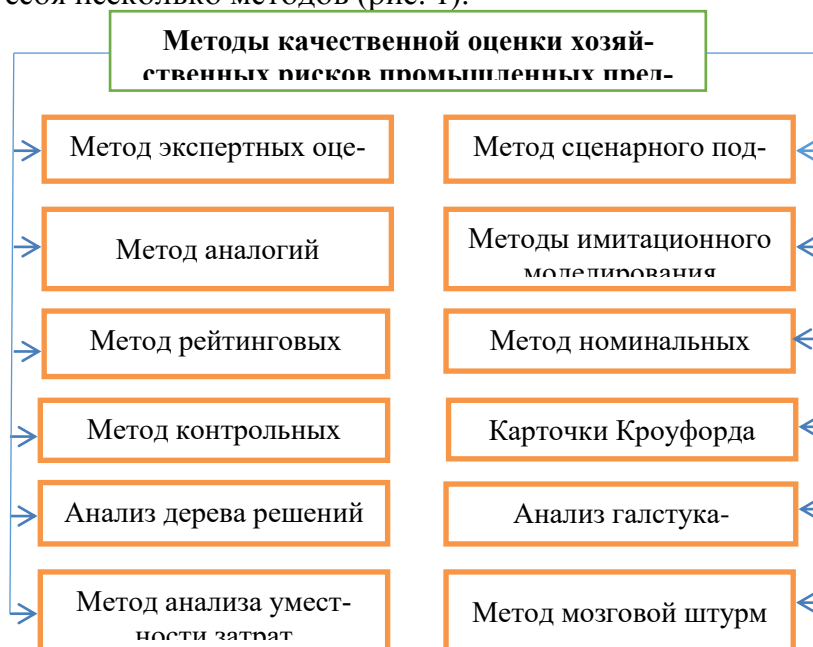 себя несколько методов (рис. 1).
Методы качественной оценки хозяй-
ственных рисков промышленных пред-
Метод экспертных оце-
Метод сценарного под-
Метод аналогий
Методы имитационного
моделирования
Метод рейтинговых
Метод номинальных
Метод контрольных
Карточки Кроуфорда
Анализ дерева решений
Анализ галстука-
Метод анализа умест-
ности затрат
Метод мозговой штурм